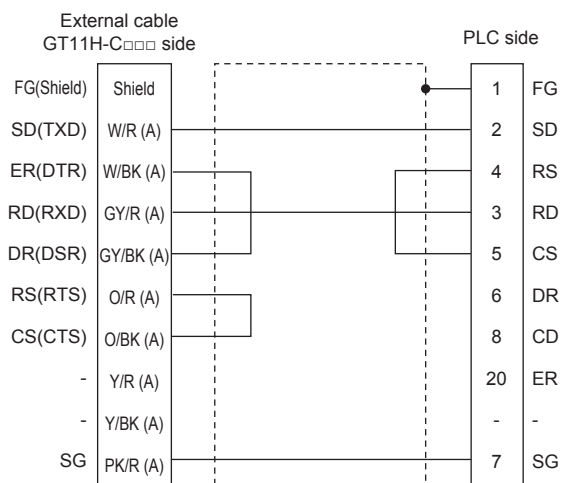 External cable
GT11H-C□□□ side
PLC side
FG(Shield) Shield 1 FG
SD(TXD) W/R (A) 2 SD
ER(DTR) W/BK (A) 4 RS
RD(RXD) GY/R (A) 3 RD
DR(DSR) GY/BK (A) 5 CS
RS(RTS) O/R (A) 6 DR
CS(CTS) O/BK (A) 8 CD
- Y/R (A) 20 ER
- Y/BK (A) - -
SG PK/R (A) 7 SG